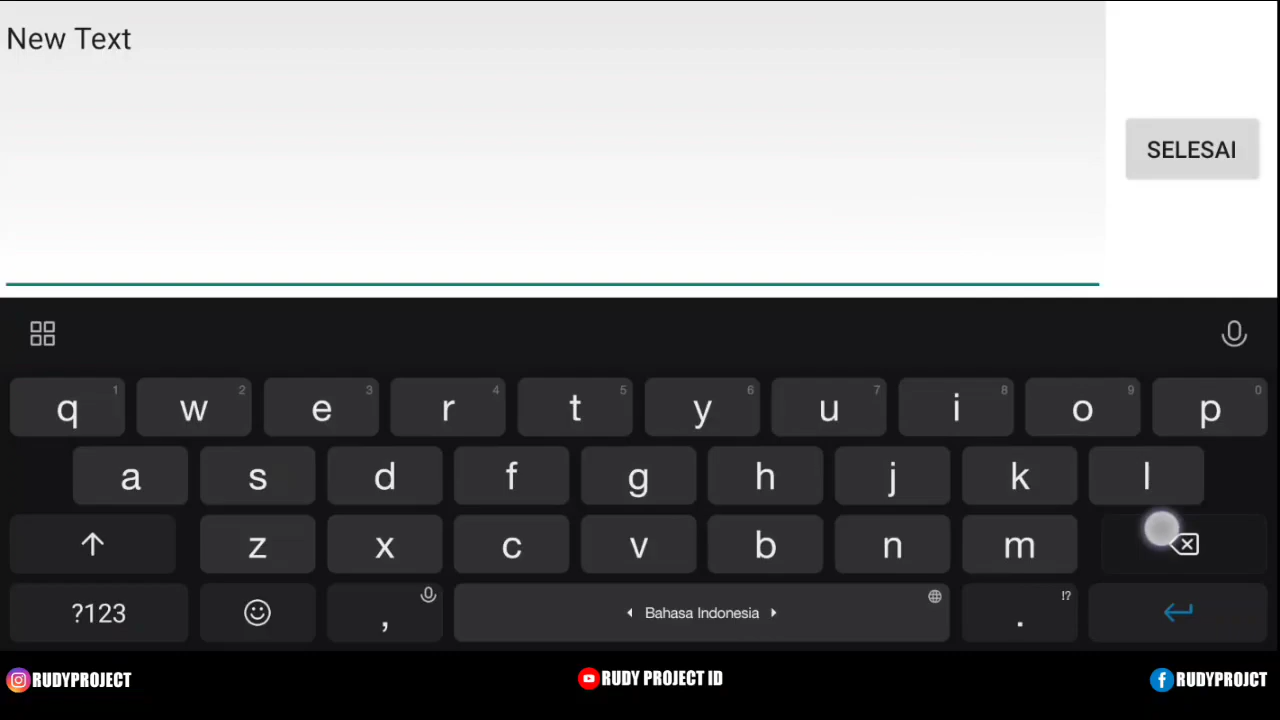 New Text
SELESAI
q 1 w 2 e 3 r 4 t 5 y 6 u 7 i 8 o 9 p 0
a s d f g h j k l
z x c v b n m
?123 , Bahasa Indonesia . !?
RUDYPROJECT RUDY PROJECT ID RUDYPROJCT